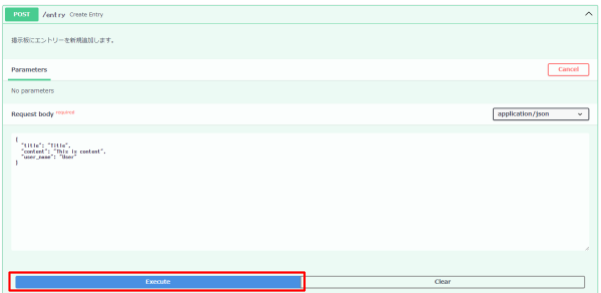 POST /entry Create Entry
掲示板にエントリーを新規追加します。
Parameters
Cancel
No parameters
Request body required
application/json
{
"title": "Title",
"content": "This is content",
"user_name": "User"
}
Execute
Clear